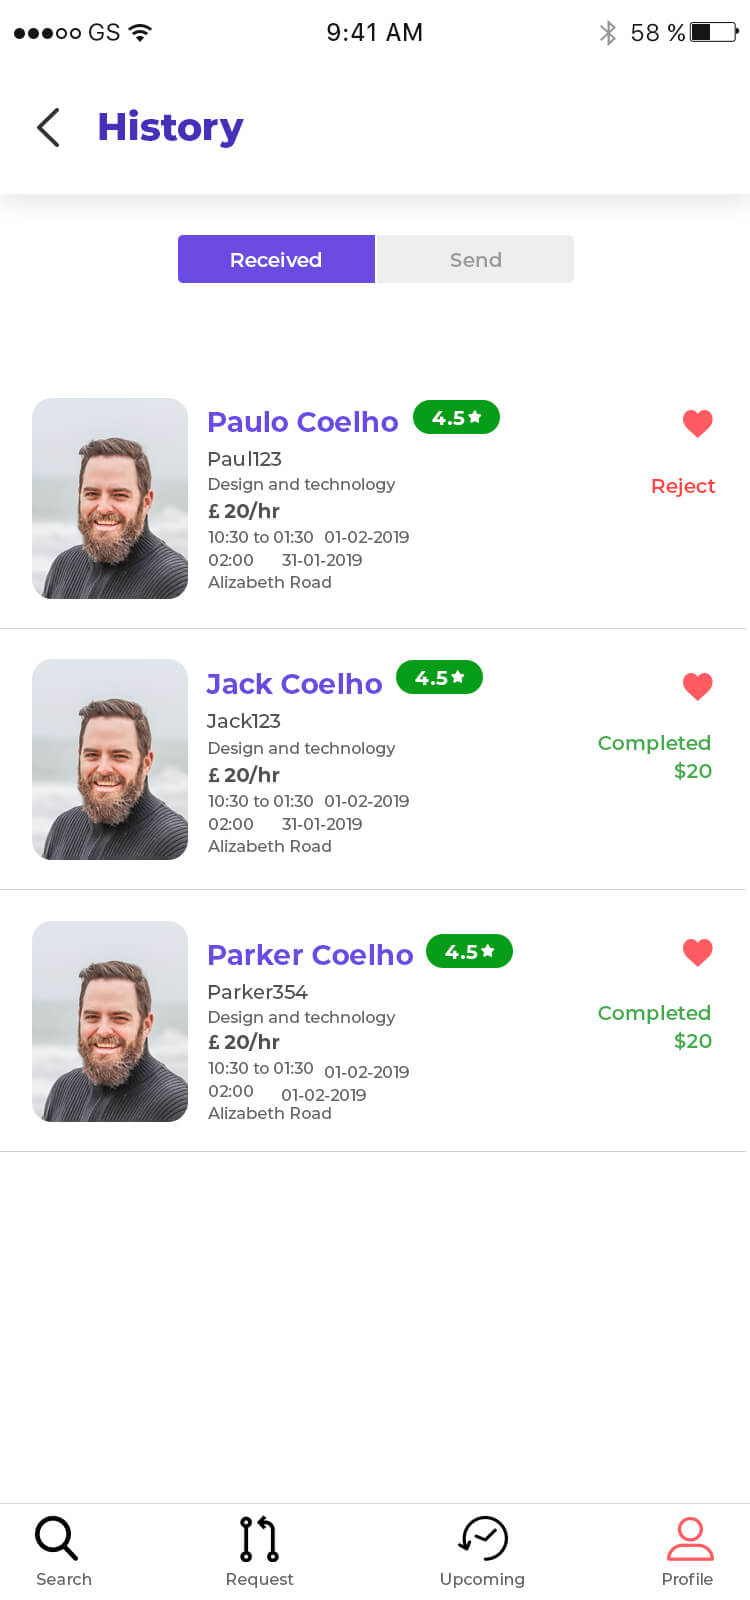 GS 9:41 AM 58 %
History
Received Send
Paulo Coelho 4.5
Paul123
Reject
Design and technology
£ 20/hr
10:30 to 01:30 01-02-2019
02:00 31-01-2019
Alizabeth Road
Jack Coelho 4.5
Jack123
Completed
Design and technology
$20
£ 20/hr
10:30 to 01:30 01-02-2019
02:00 31-01-2019
Alizabeth Road
Parker Coelho 4.5
Parker354
Completed
Design and technology
$20
£ 20/hr
10:30 to 01:30 01-02-2019
02:00 01-02-2019
Alizabeth Road
Search Request Upcoming Profile